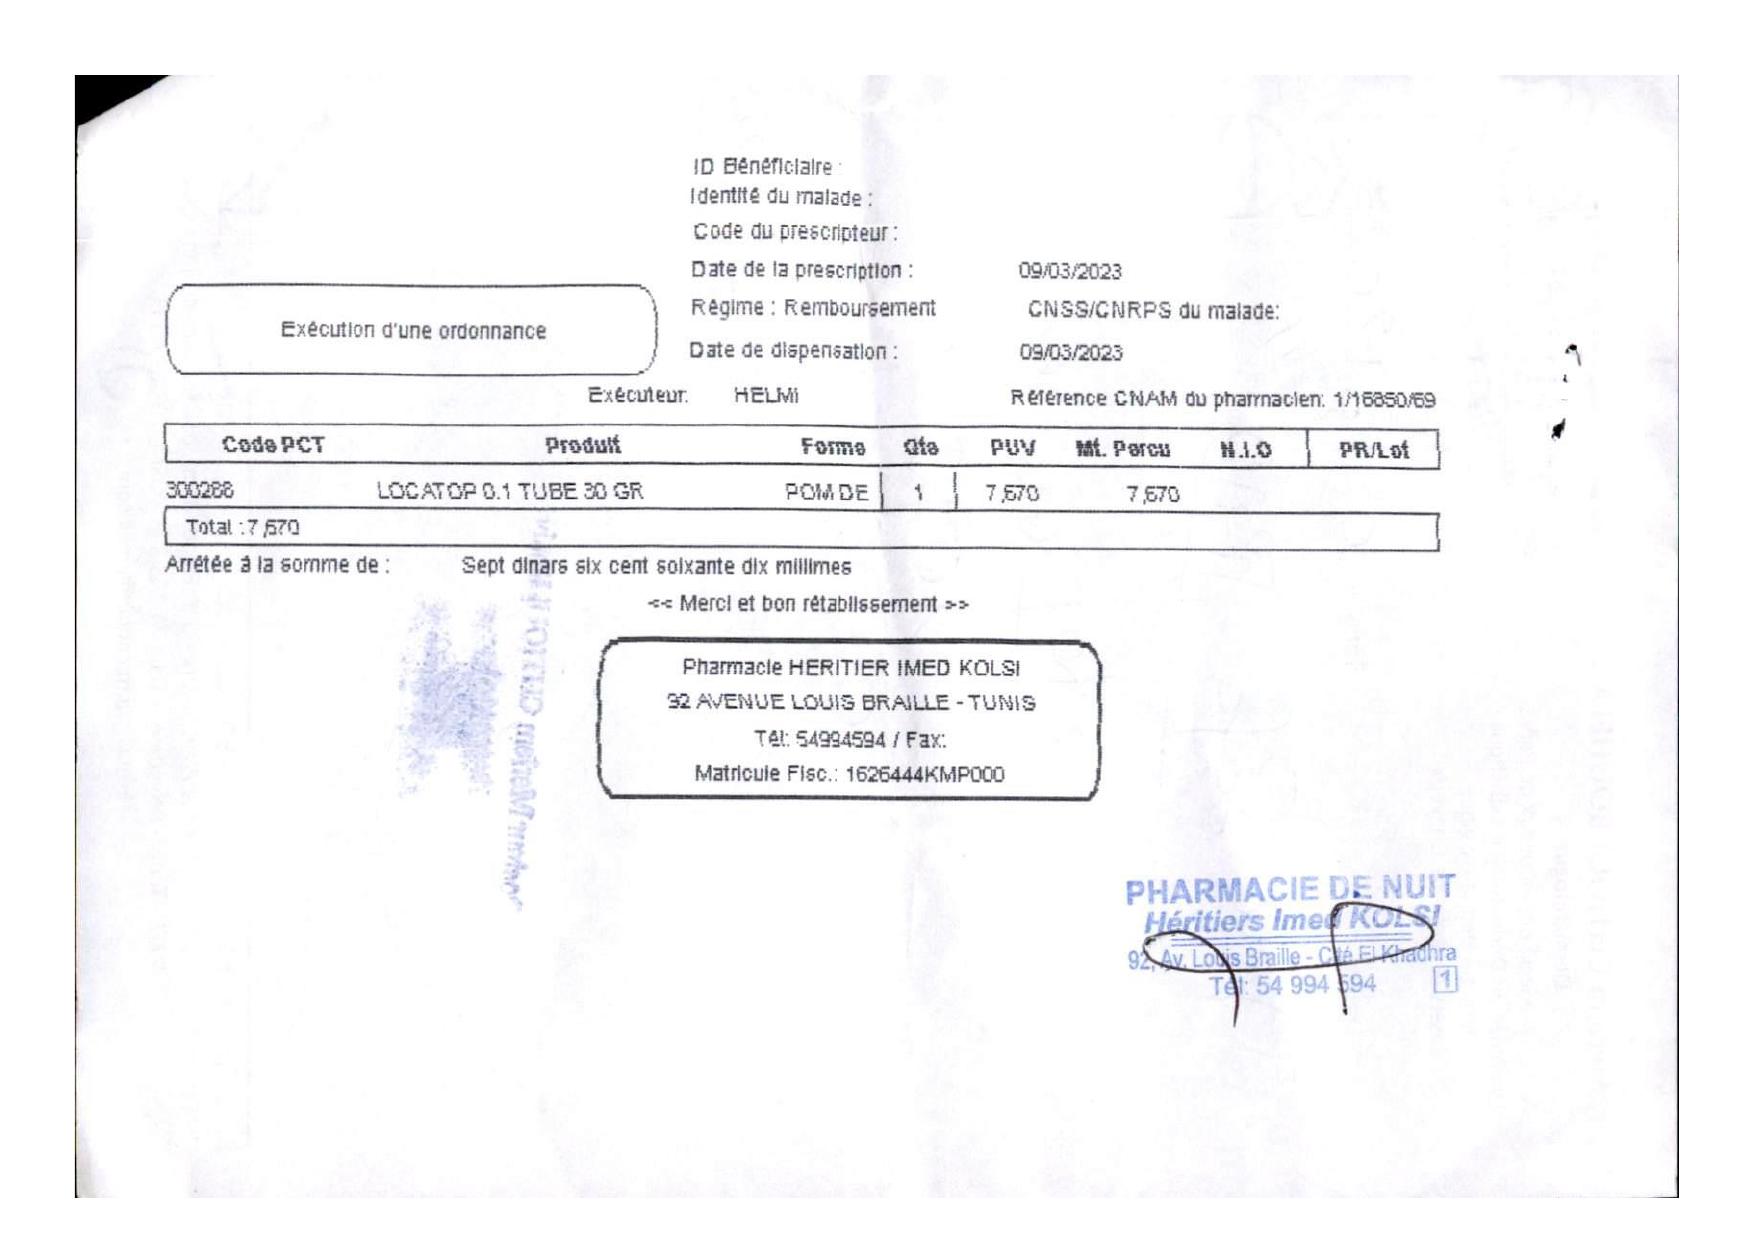 ID Bénéficiaire :
Identité du malade :
Code du prescripteur :
Date de la prescription : 09/03/2023
Régime : Remboursement CNSS/CNRPS du malade:
Exécution d'une ordonnance
Date de dispensation : 09/03/2023
Exécuteur: HELMI Référence CNAM du pharmacien: 1/16850/69
Code PCT Produit Forme Qte PUV Mt. Percu N.I.O PR/Lot
300288 LOCATOP 0.1 TUBE 30 GR POM DE 1 7,670 7,670
Total : 7,670
Arrêtée à la somme de : Sept dinars six cent soixante dix millimes
<< Merci et bon rétablissement >>
Pharmacie HERITIER IMED KOLSI
92 AVENUE LOUIS BRAILLE - TUNIS
Tél: 54994594 / Fax:
Matricule Fisc.: 1626444KMP000
PHARMACIE DE NUIT
Héritiers Imed KOLSI
92, Av. Louis Braille - Cité El Khadhra
Tél: 54 994 594 1